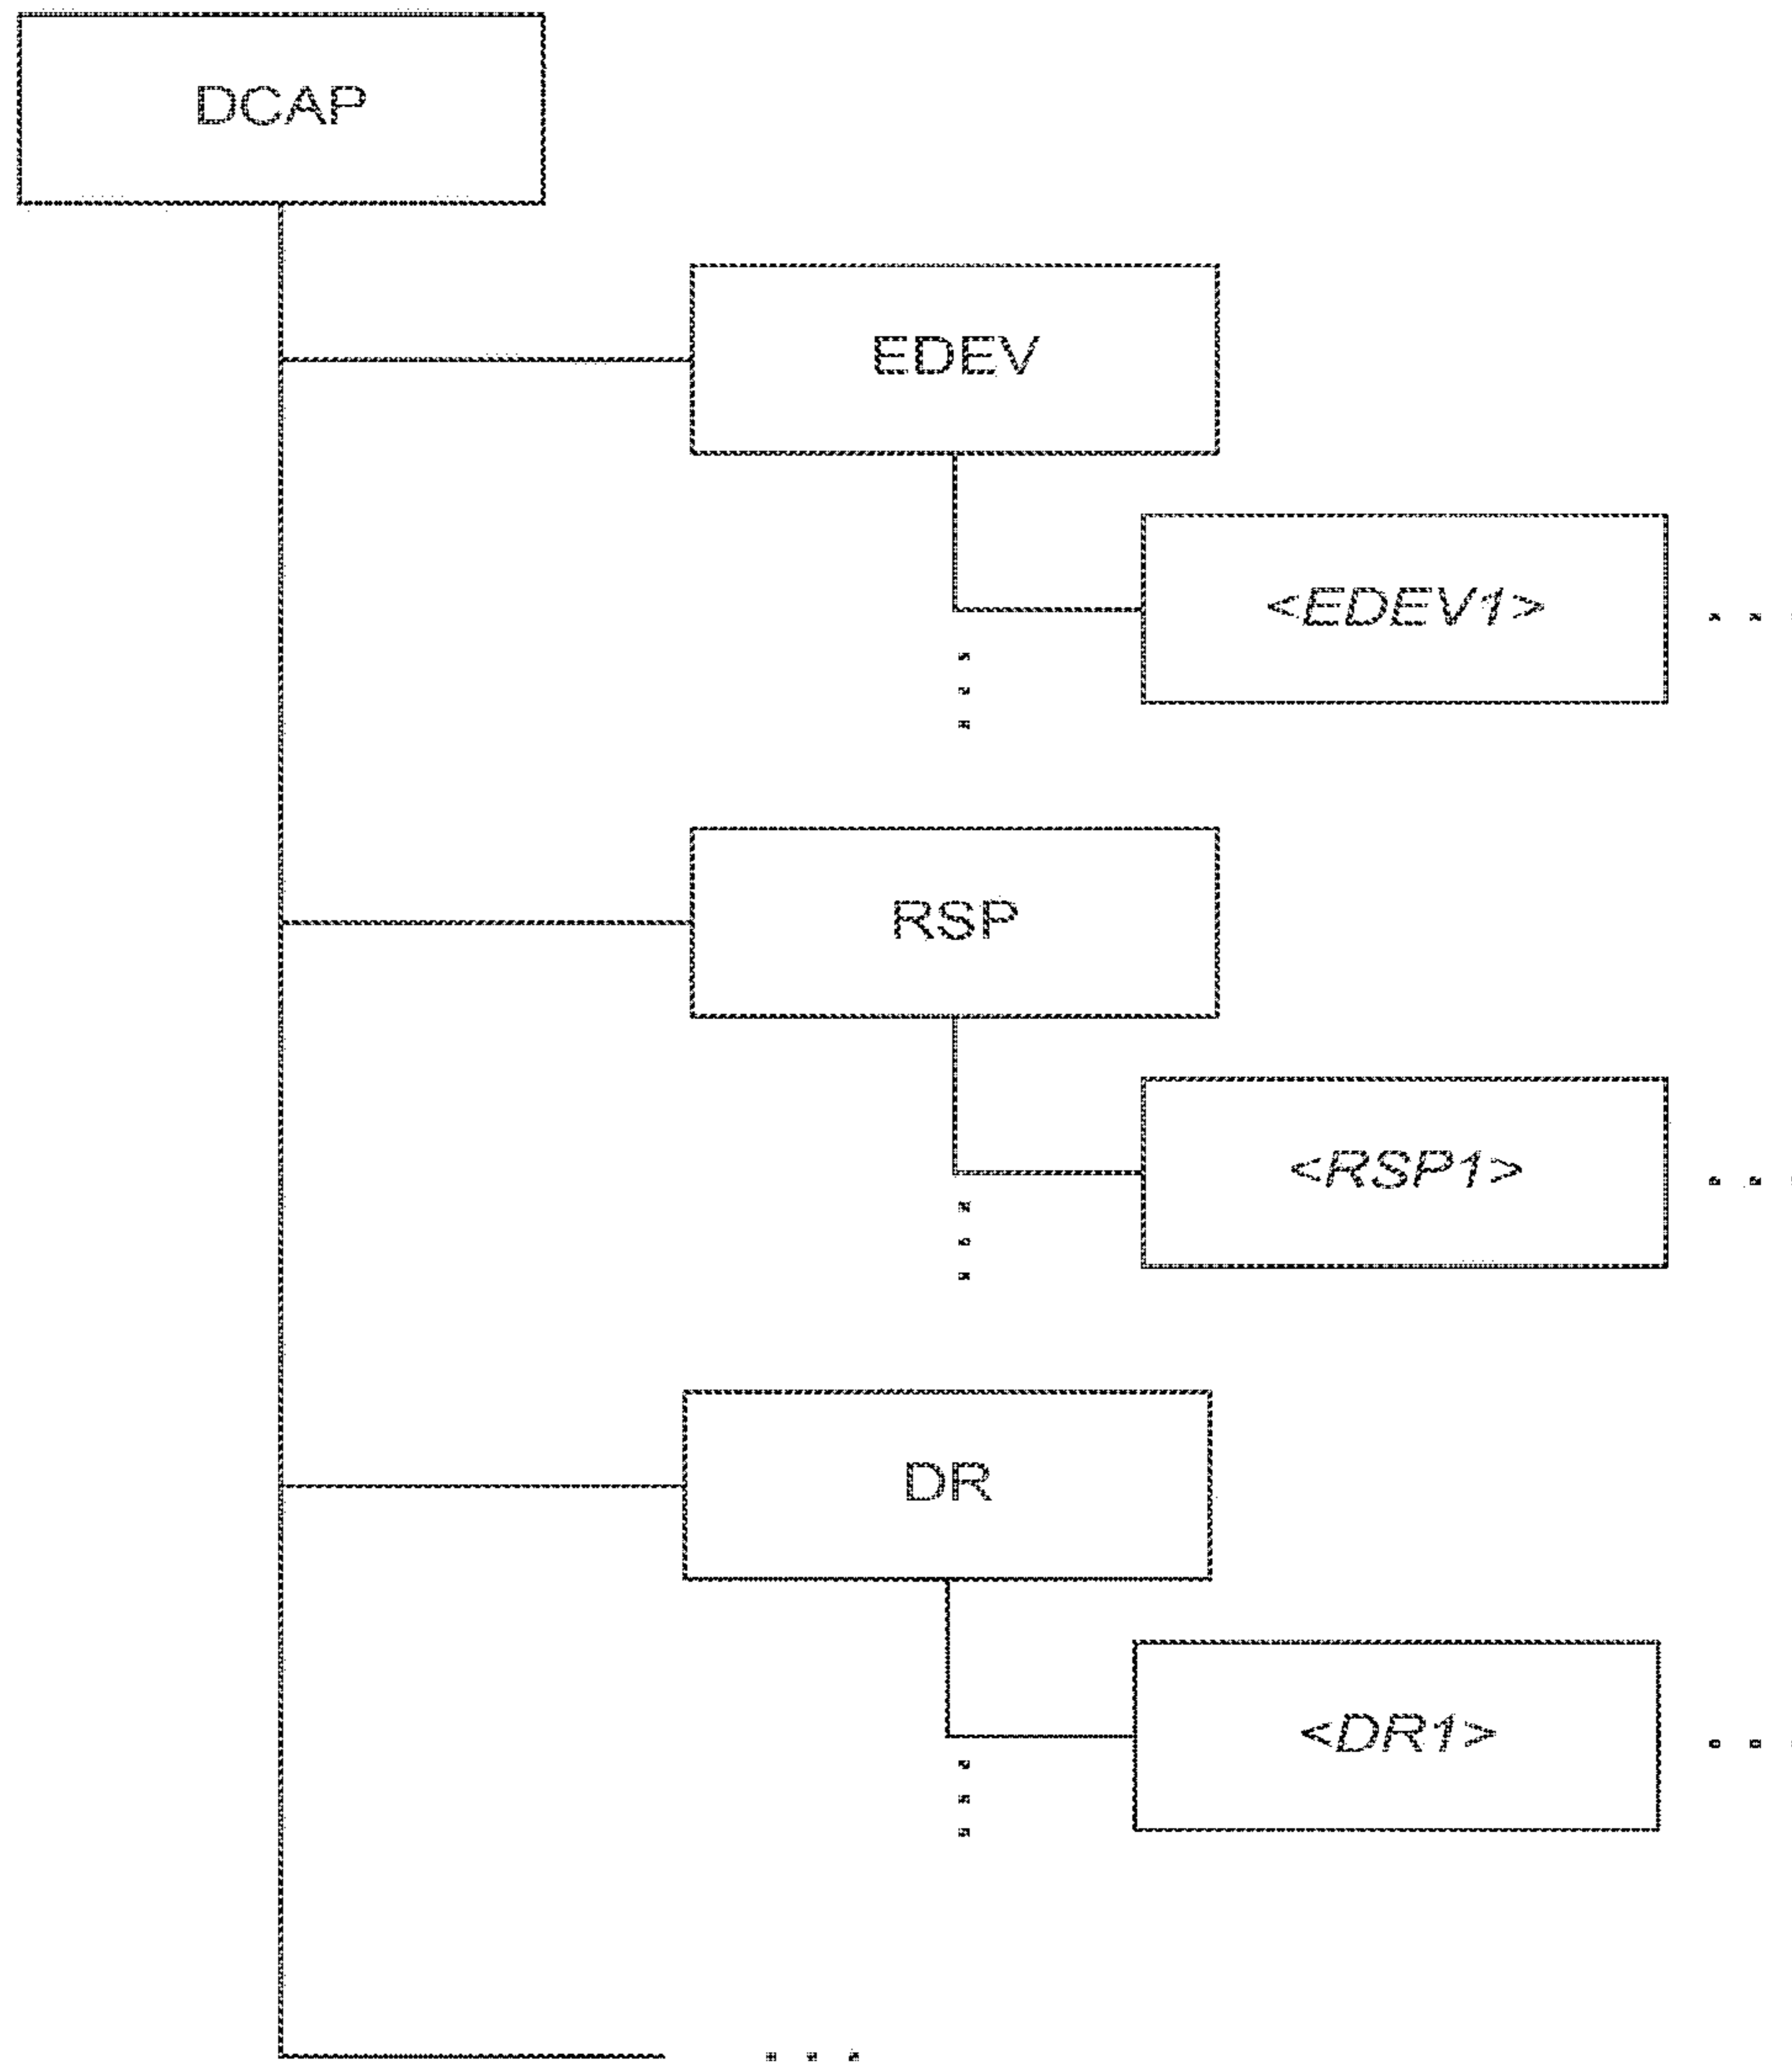 DCAP
EDEV
<EDEV1>
RSP
<RSP1>
DR
<DR1>